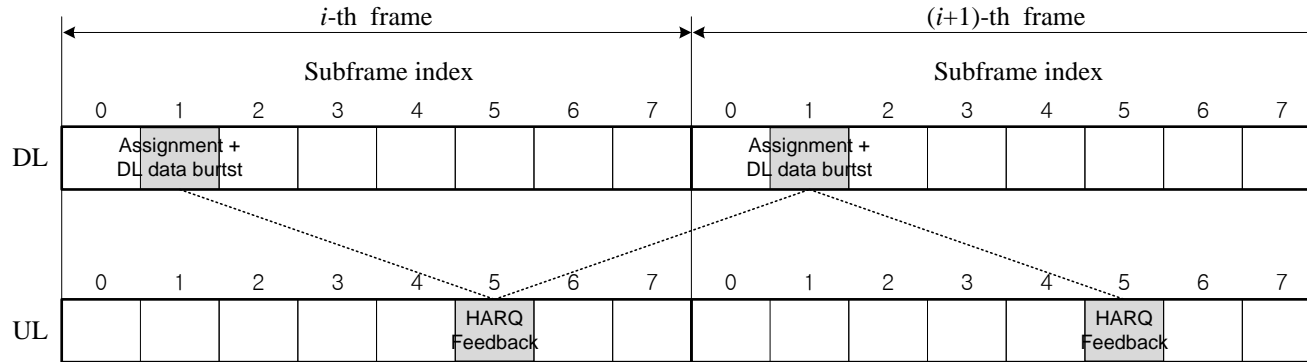 i-th frame (i+1)-th frame
Subframe index Subframe index
0 1 2 3 4 5 6 7 0 1 2 3 4 5 6 7
DL Assignment + Assignment +
DL data burtst DL data burtst
0 1 2 3 4 5 6 7 0 1 2 3 4 5 6 7
UL HARQ HARQ
Feedback Feedback